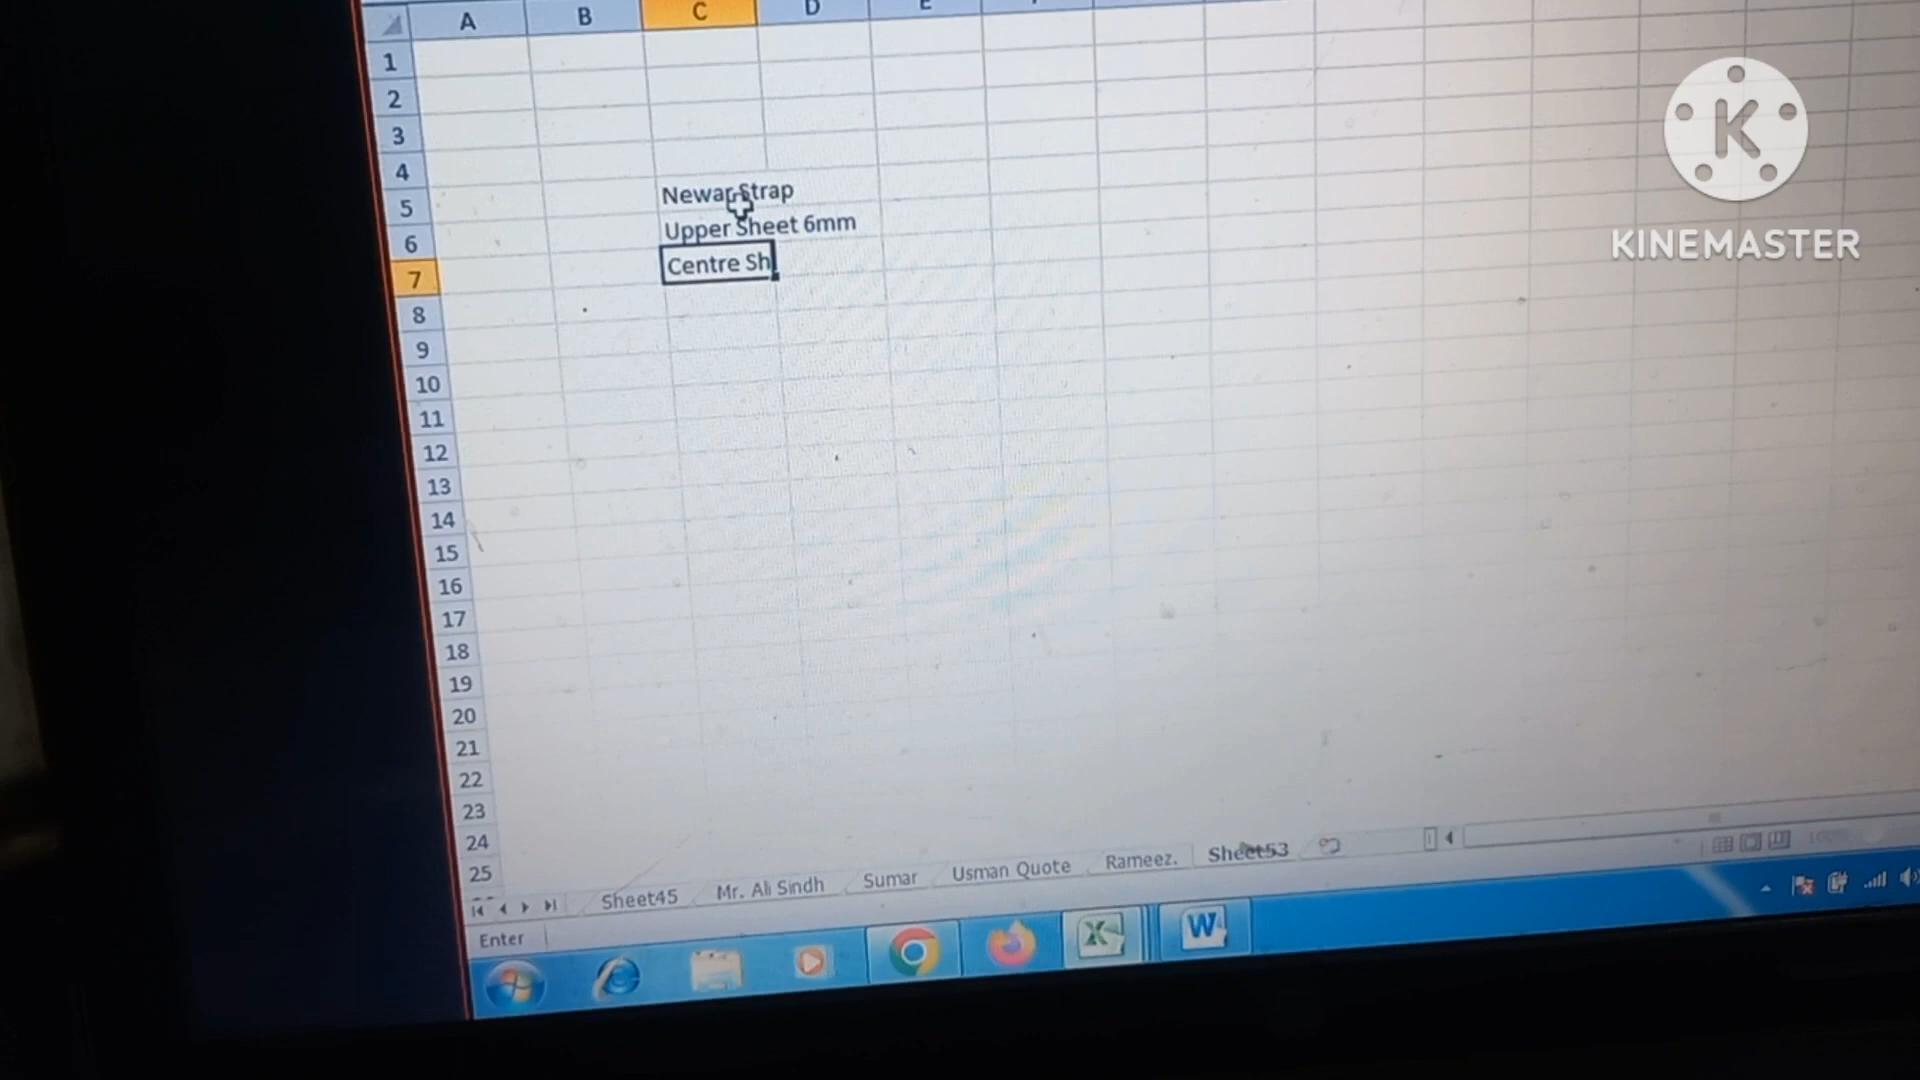 A B C D E
1
2
3
4
5 Newar Strap
6 Upper Sheet 6mm
7 Centre Sh
8
9
10
11
12
13
14
15
16
17
18
19
20
21
22
23
24
25
Sheet45 Mr. Ali Sindh Sumar Usman Quote Rameez. Sheet53
Enter
K
KINEMASTER